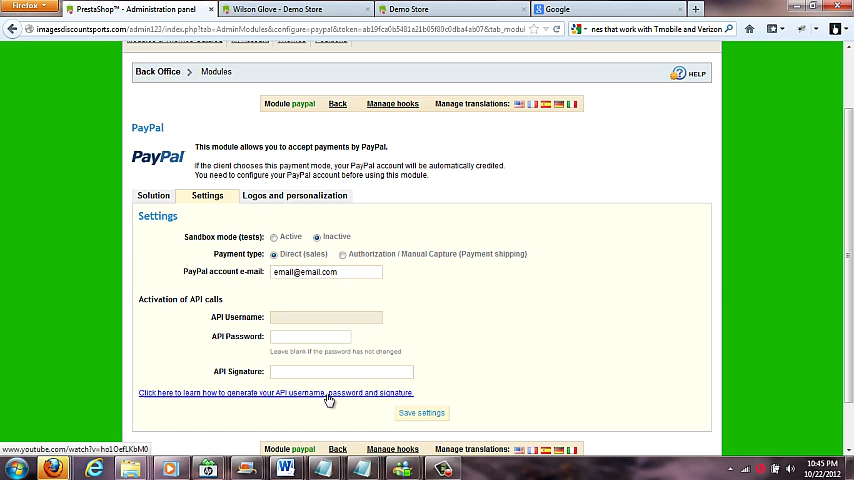 Firefox
PrestaShop™ - Administration panel
Wilson Glove - Demo Store
Demo Store
Google
imagesdiscountsports.com/admin123/index.php?tab=AdminModules&configure=paypal&token=ab19fca0b5481a21b05f80c0dba4ab07&tab_modul
nes that work with Tmobile and Verizon
Back Office > Modules
HELP
Module paypal Back Manage hooks Manage translations:
PayPal
PayPal
This module allows you to accept payments by PayPal.
If the client chooses this payment mode, your PayPal account will be automatically credited.
You need to configure your PayPal account before using this module.
Solution Settings Logos and personalization
Settings
Sandbox mode (tests): Active Inactive
Payment type: Direct (sales) Authorization / Manual Capture (Payment shipping)
PayPal account e-mail: email@email.com
Activation of API calls
API Username:
API Password:
Leave blank if the password has not changed
API Signature:
Click here to learn how to generate your API username, password and signature.
Save settings
www.youtube.com/watch?v=ho1OefLKbM0
Module paypal Back Manage hooks Manage translations:
10:45 PM
10/22/2012